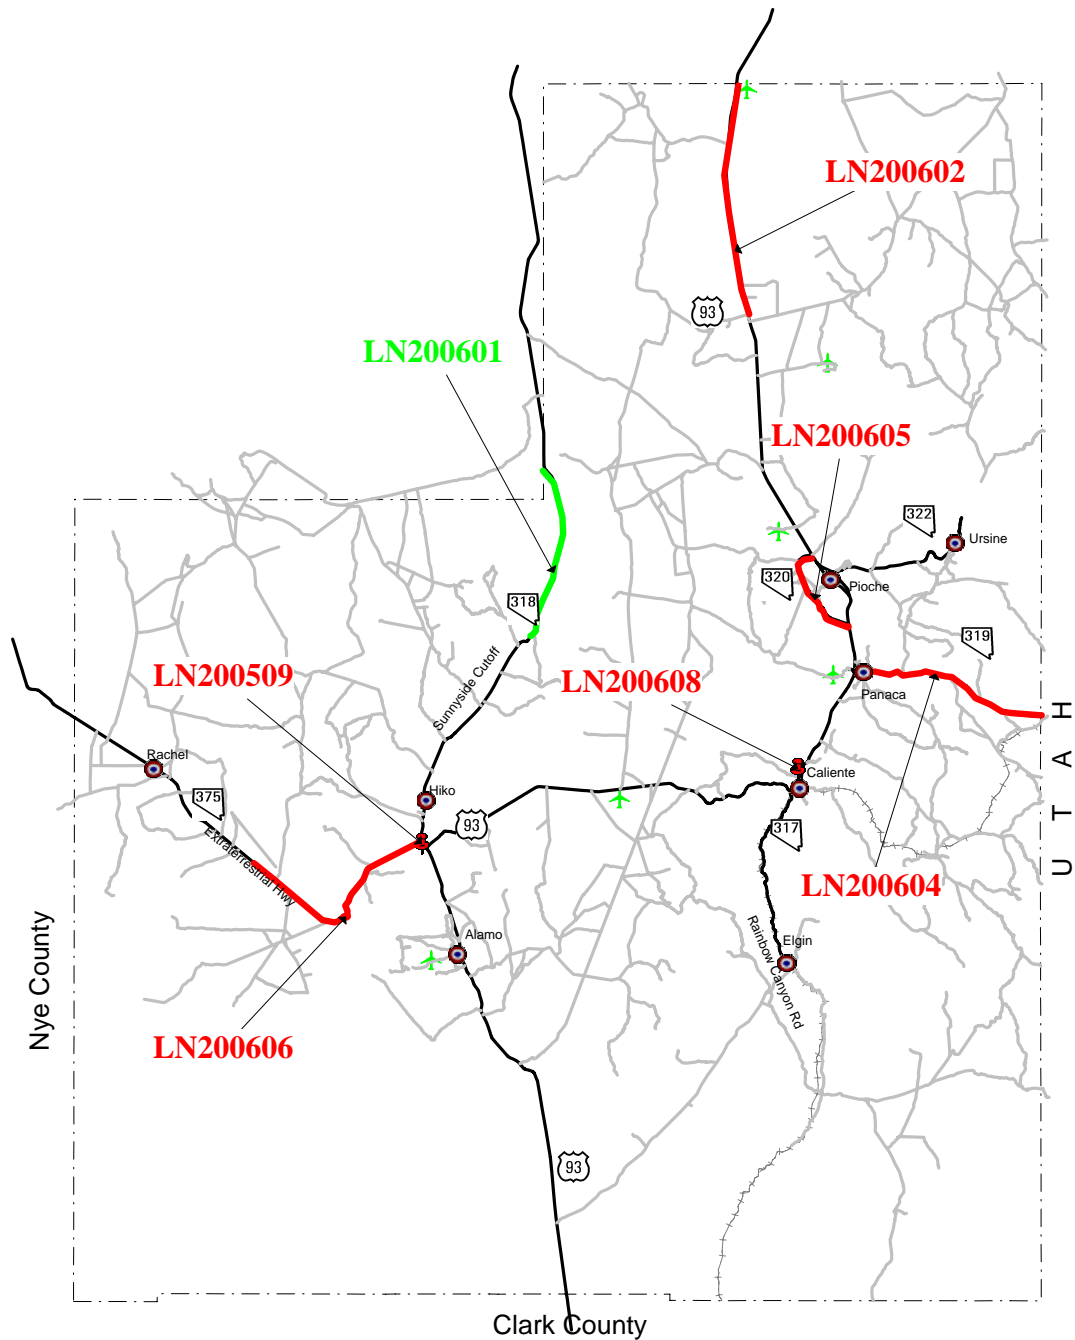 LN200602
93
LN200601
LN200605
322
Ursine
320
Pioche
318
319
LN200509
Sunnyside Cutoff
LN200608
Panaca
Rachel
Caliente
Hiko
375
93
317
UTAH
Extraterrestrial Hwy
LN200604
Alamo
Elgin
Rainbow Canyon Rd
Nye County
LN200606
93
Clark County